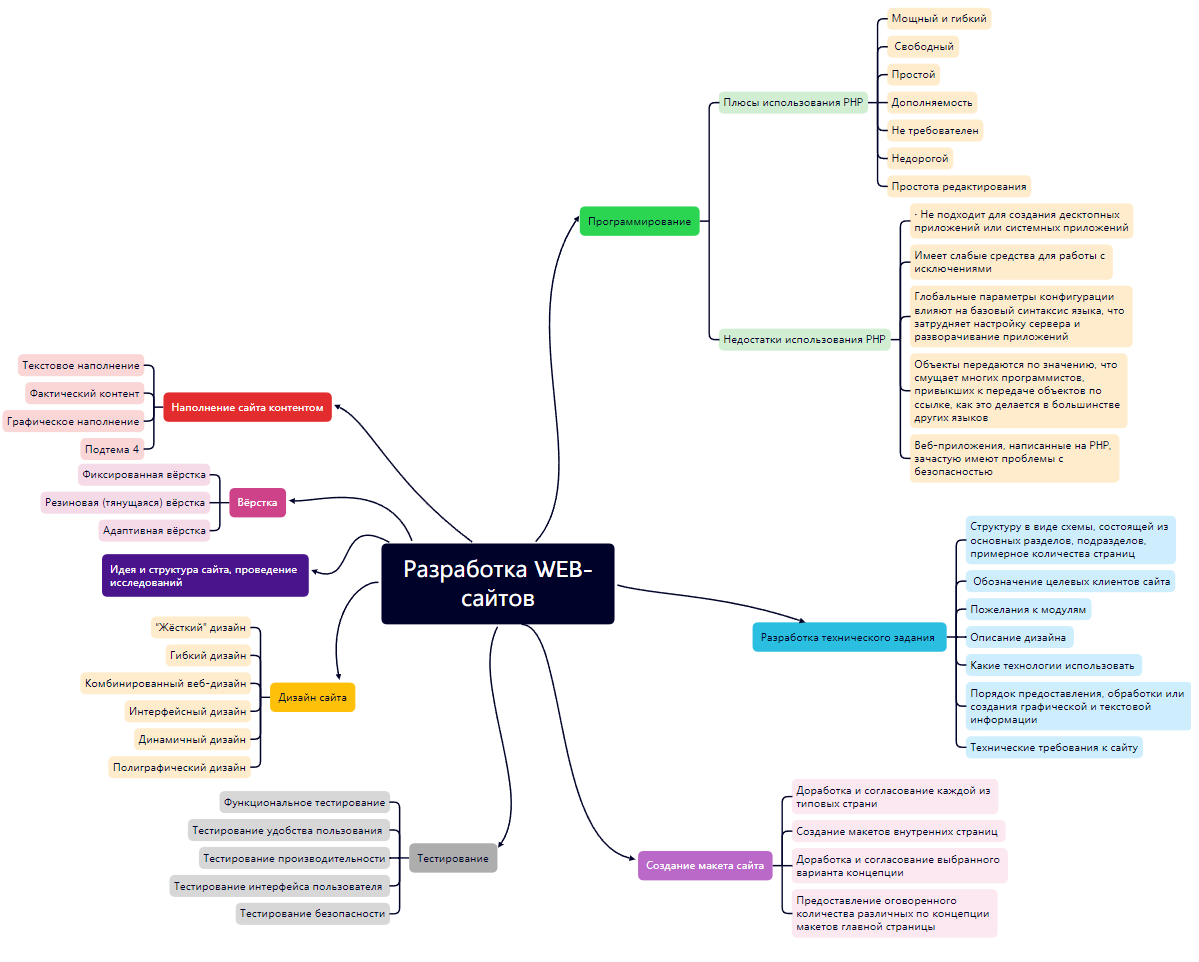 Мощный и гибкий
Свободный
Простой
Плюсы использования PHP
Дополняемость
Не требователен
Недорогой
Простота редактирования
Программирование
· Не подходит для создания десктопных
приложений или системных приложений
Имеет слабые средства для работы с
исключениями
Глобальные параметры конфигурации
влияют на базовый синтаксис языка, что
затрудняет настройку сервера и
разворачивание приложений
Недостатки использования PHP
Объекты передаются по значению, что
смущает многих программистов,
привыкших к передаче объектов по
ссылке, как это делается в большинстве
других языков
Веб-приложения, написанные на PHP,
зачастую имеют проблемы с
безопасностью
Текстовое наполнение
Фактический контент
Наполнение сайта контентом
Графическое наполнение
Подтема 4
Фиксированная вёрстка
Резиновая (тянущаяся) вёрстка
Вёрстка
Адаптивная вёрстка
Идея и структура сайта, проведение
исследований
Разработка WEB-
сайтов
Структуру в виде схемы, состоящей из
основных разделов, подразделов,
примерное количества страниц
Обозначение целевых клиентов сайта
Пожелания к модулям
Разработка технического задания
Описание дизайна
Какие технологии использовать
Порядок предоставления, обработки или
создания графической и текстовой
информации
Технические требования к сайту
"Жёсткий" дизайн
Гибкий дизайн
Комбинированный веб-дизайн
Дизайн сайта
Интерфейсный дизайн
Динамичный дизайн
Полиграфический дизайн
Функциональное тестирование
Тестирование удобства пользования
Тестирование производительности
Тестирование
Тестирование интерфейса пользователя
Тестирование безопасности
Доработка и согласование каждой из
типовых страни
Создание макетов внутренних страниц
Создание макета сайта
Доработка и согласование выбранного
варианта концепции
Предоставление оговоренного
количества различных по концепции
макетов главной страницы